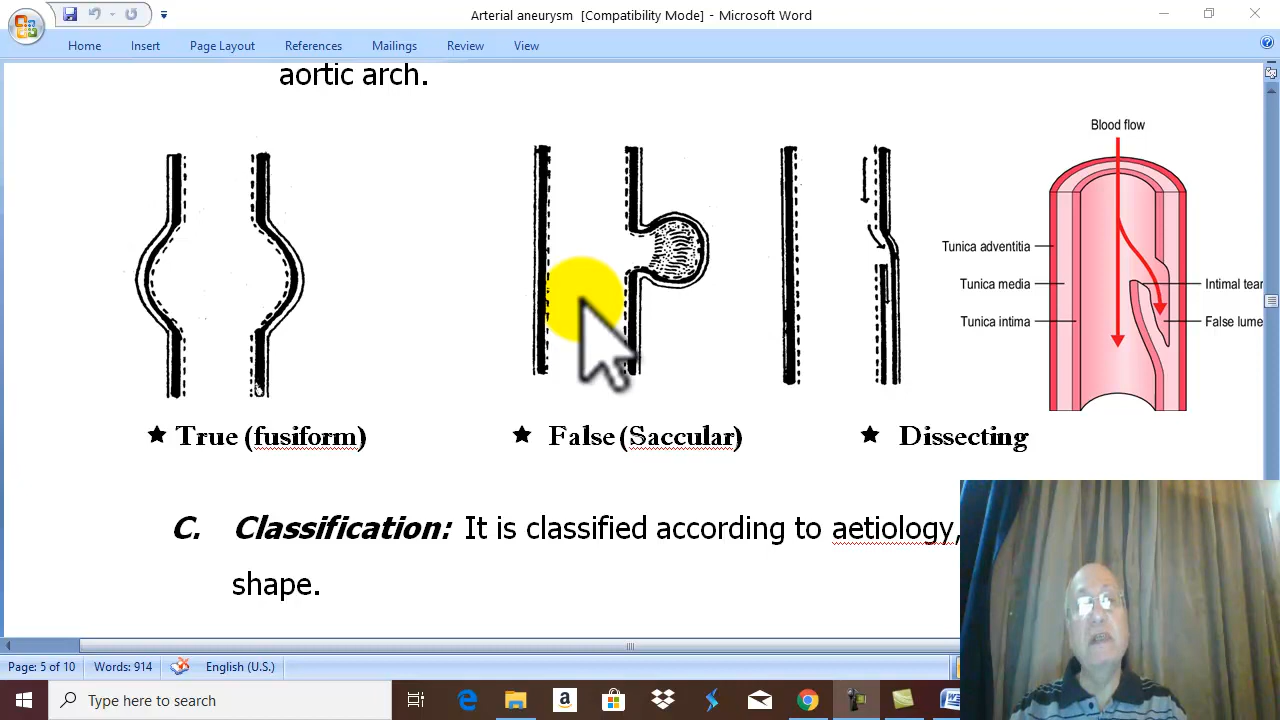 Arterial aneurysm [Compatibility Mode] - Microsoft Word
Home Insert Page Layout References Mailings Review View
aortic arch.
Blood flow
Tunica adventitia
Tunica media
Intimal tear
Tunica intima
False lume
★ True (fusiform) ★ False (Saccular) ★ Dissecting
C. Classification: It is classified according to aetiology,
shape.
Page: 5 of 10 Words: 914 English (U.S.)
Type here to search